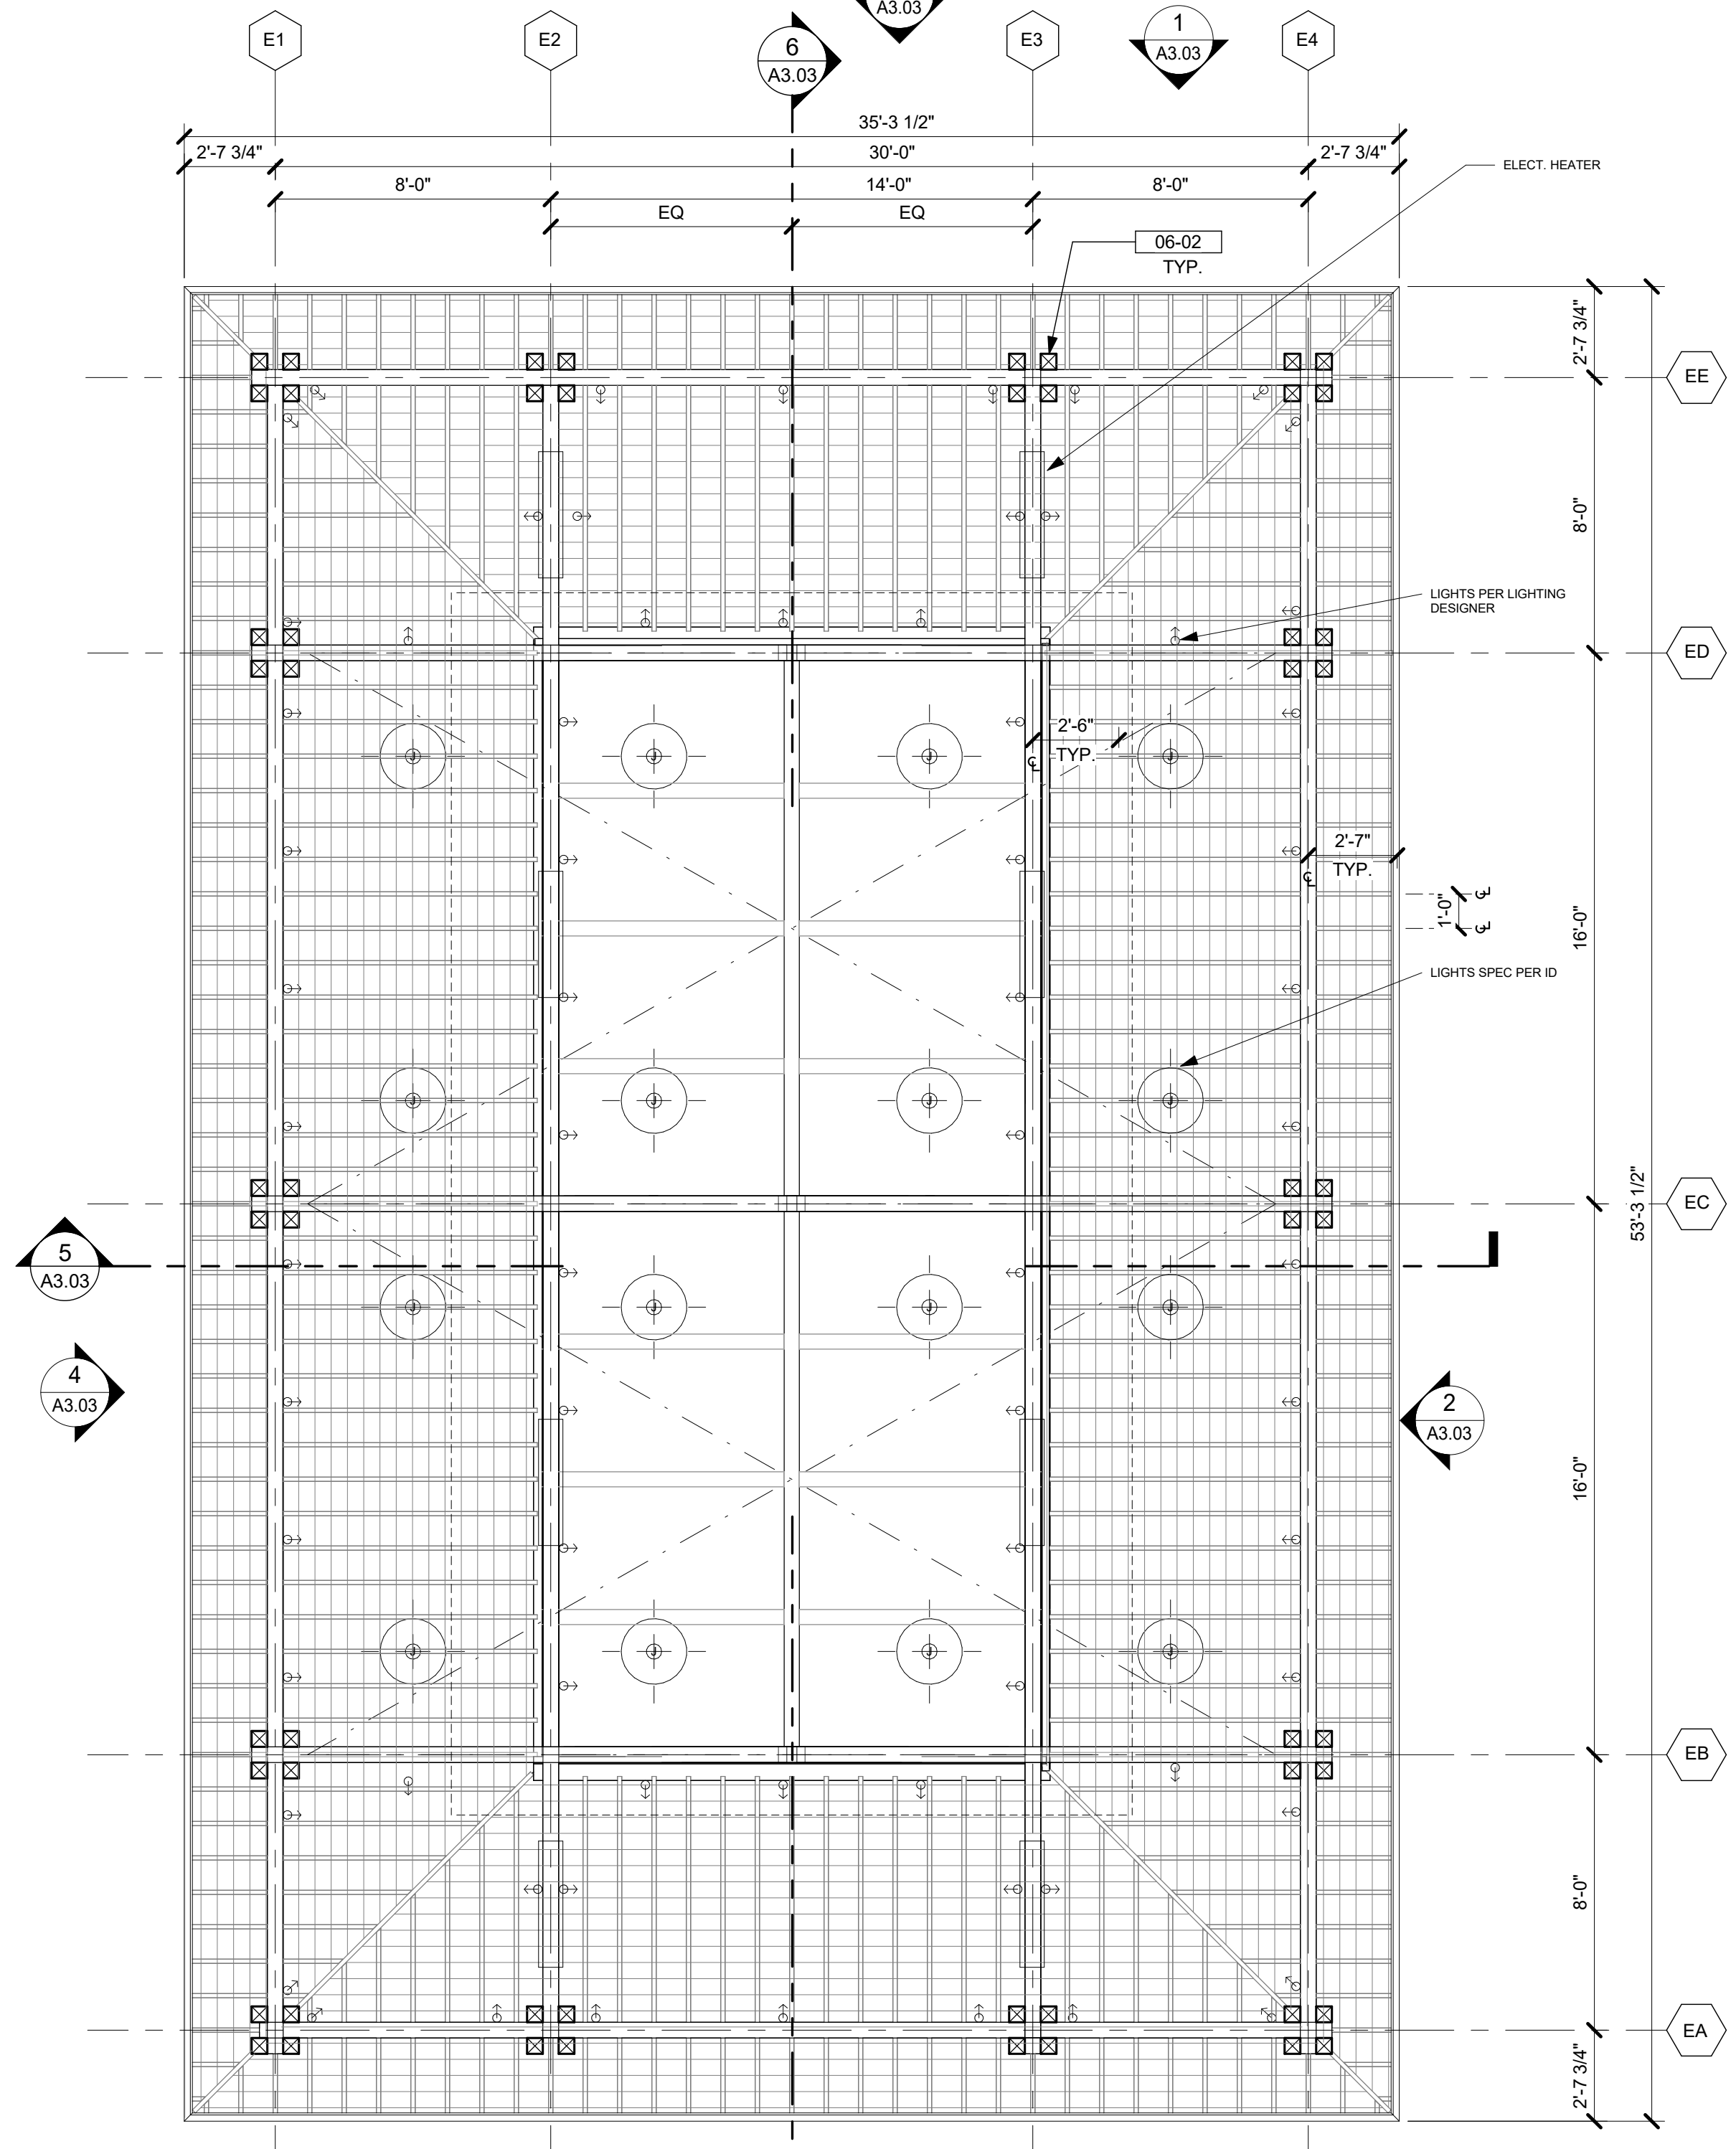 A3.03
E1
E2
6
A3.03
E3
1
A3.03
E4
35'-3 1/2"
2'-7 3/4"
30'-0"
2'-7 3/4"
ELECT. HEATER
8'-0"
14'-0"
8'-0"
EQ
EQ
06-02
TYP.
2'-7 3/4"
EE
8'-0"
LIGHTS PER LIGHTING
DESIGNER
ED
2'-6"
TYP.
J
J
J
J
2'-7"
TYP.
1'-0"
16'-0"
LIGHTS SPEC PER ID
J
J
J
J
53'-3 1/2"
EC
5
A3.03
J
J
J
J
4
A3.03
2
A3.03
16'-0"
J
J
J
J
EB
8'-0"
EA
2'-7 3/4"